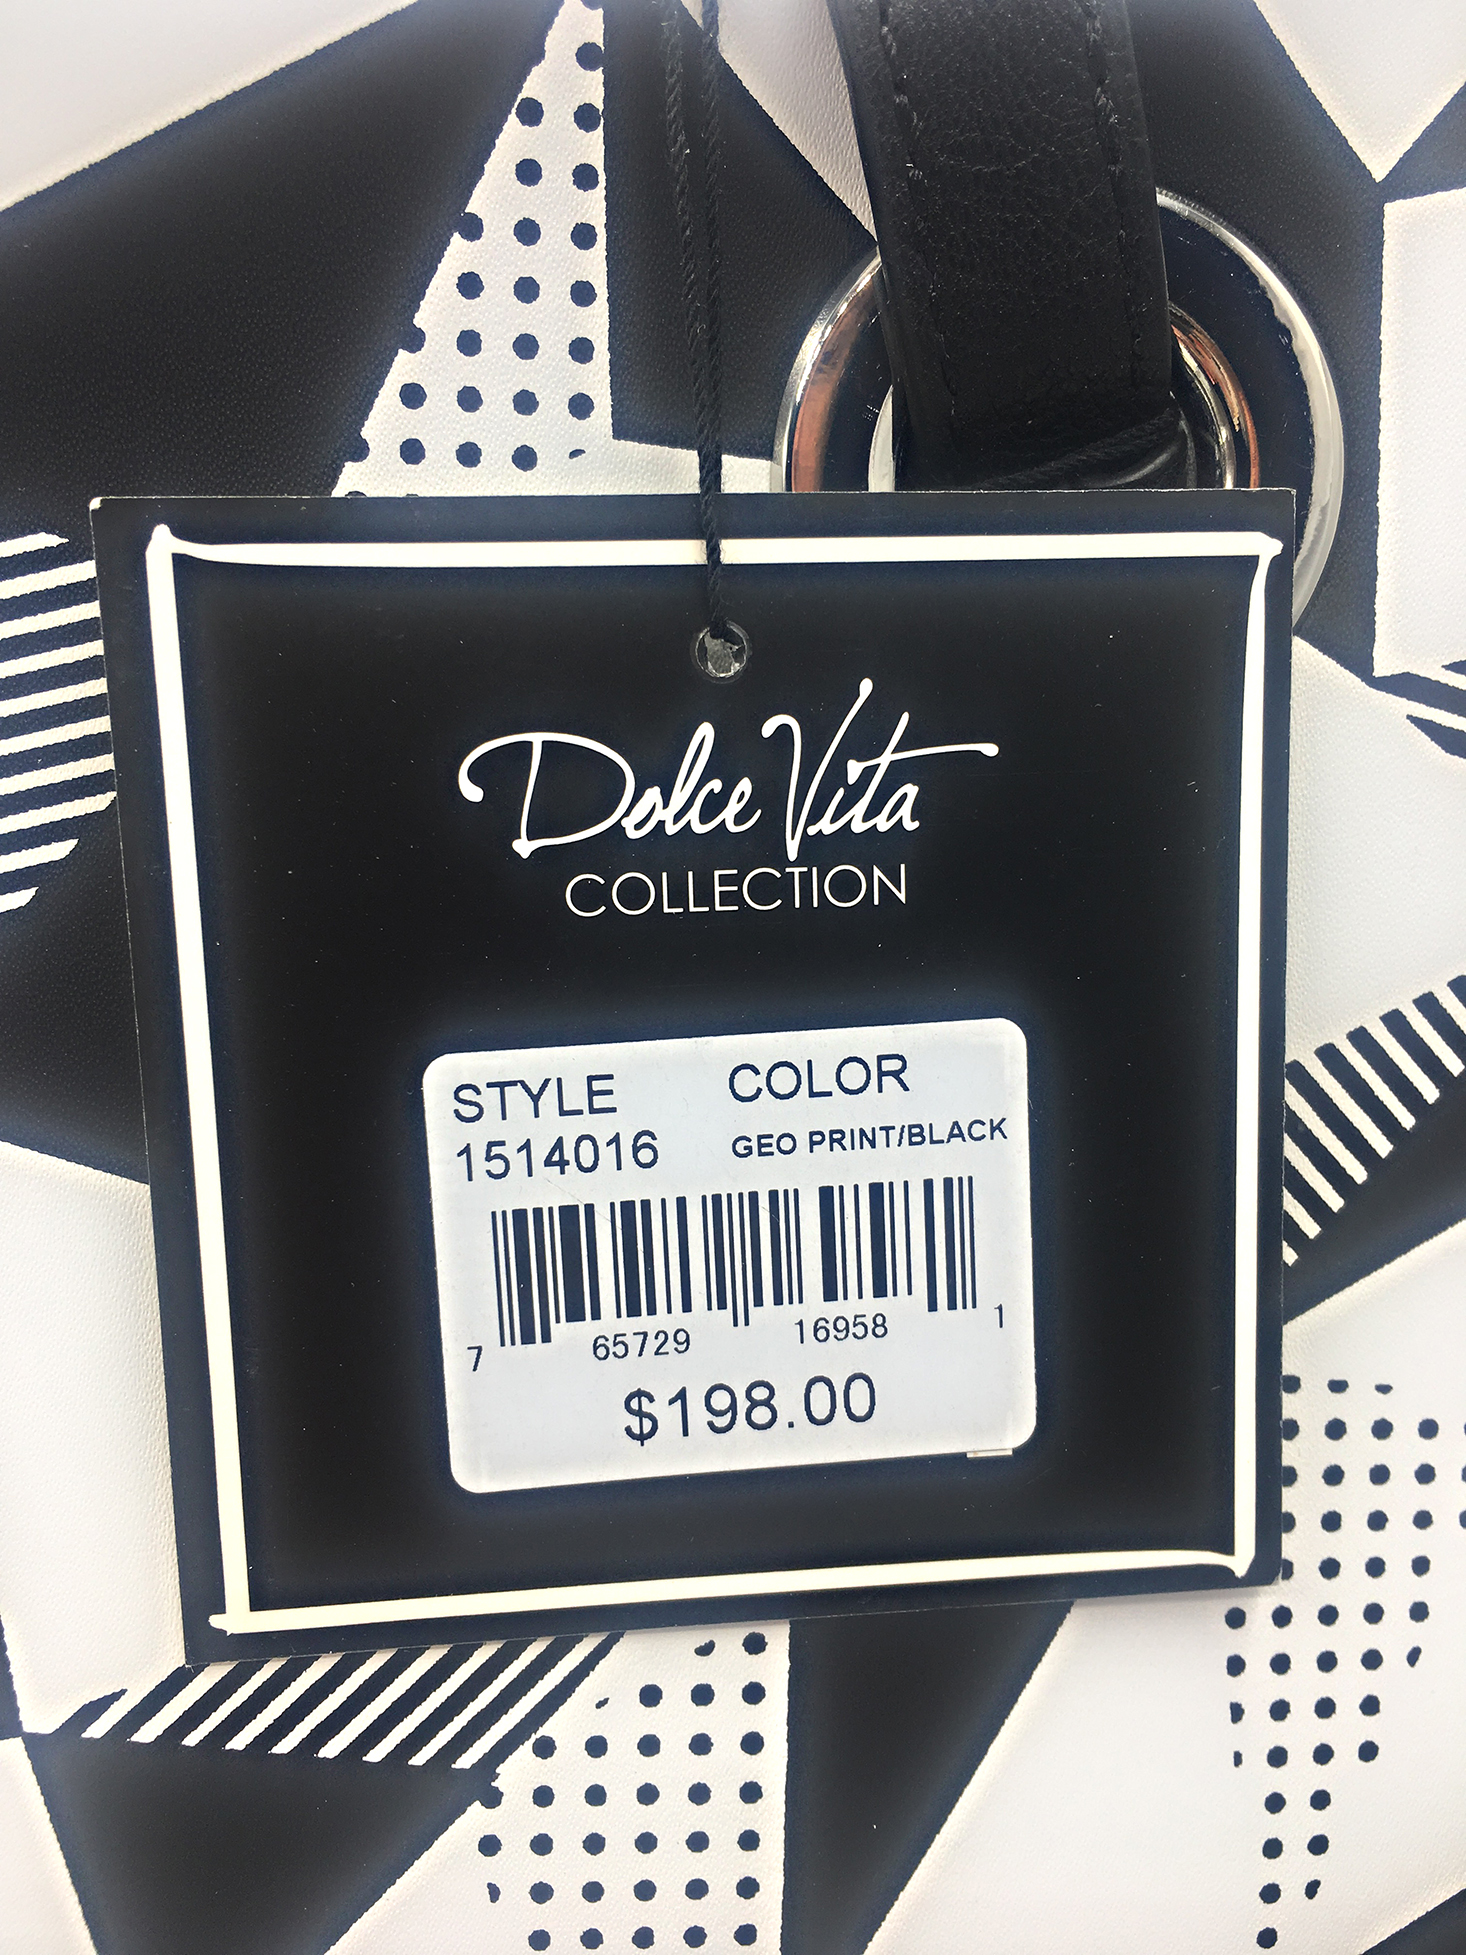 Dolce Vita
COLLECTION
STYLE COLOR
1514016 GEO PRINT/BLACK
7 65729 16958 1
$198.00